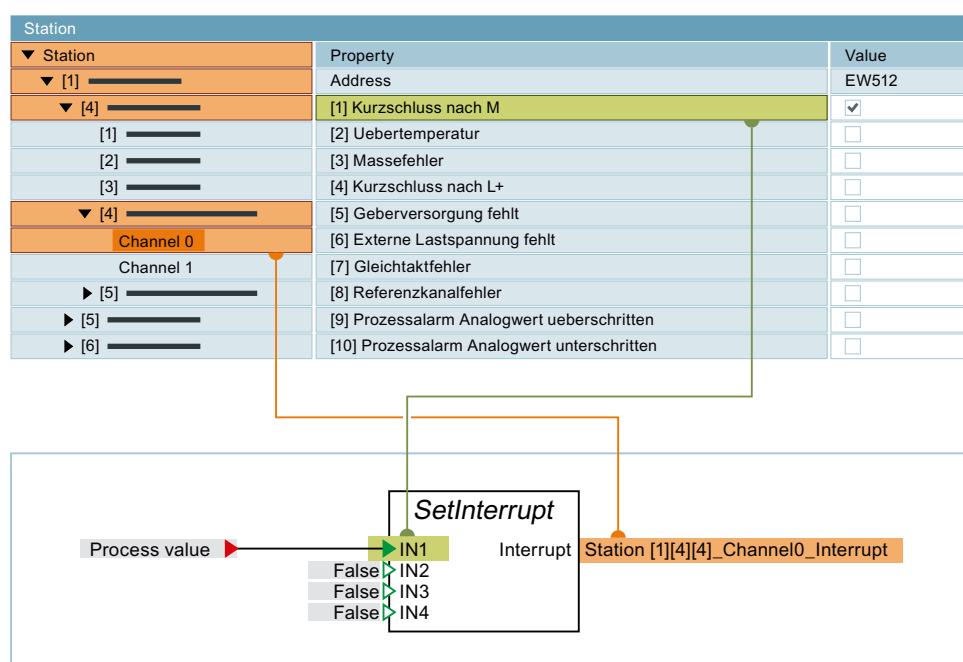 Station
▼ Station Property Value
▼ [1] Address EW512
▼ [4] [1] Kurzschluss nach M
[1] [2] Uebertemperatur
[2] [3] Massefehler
[3] [4] Kurzschluss nach L+
▼ [4] [5] Geberversorgung fehlt
Channel 0 [6] Externe Lastspannung fehlt
Channel 1 [7] Gleichtaktfehler
▶ [5] [8] Referenzkanalfehler
▶ [5] [9] Prozessalarm Analogwert ueberschritten
▶ [6] [10] Prozessalarm Analogwert unterschritten
SetInterrupt
Process value IN1 Interrupt Station [1][4][4]_Channel0_Interrupt
False IN2
False IN3
False IN4